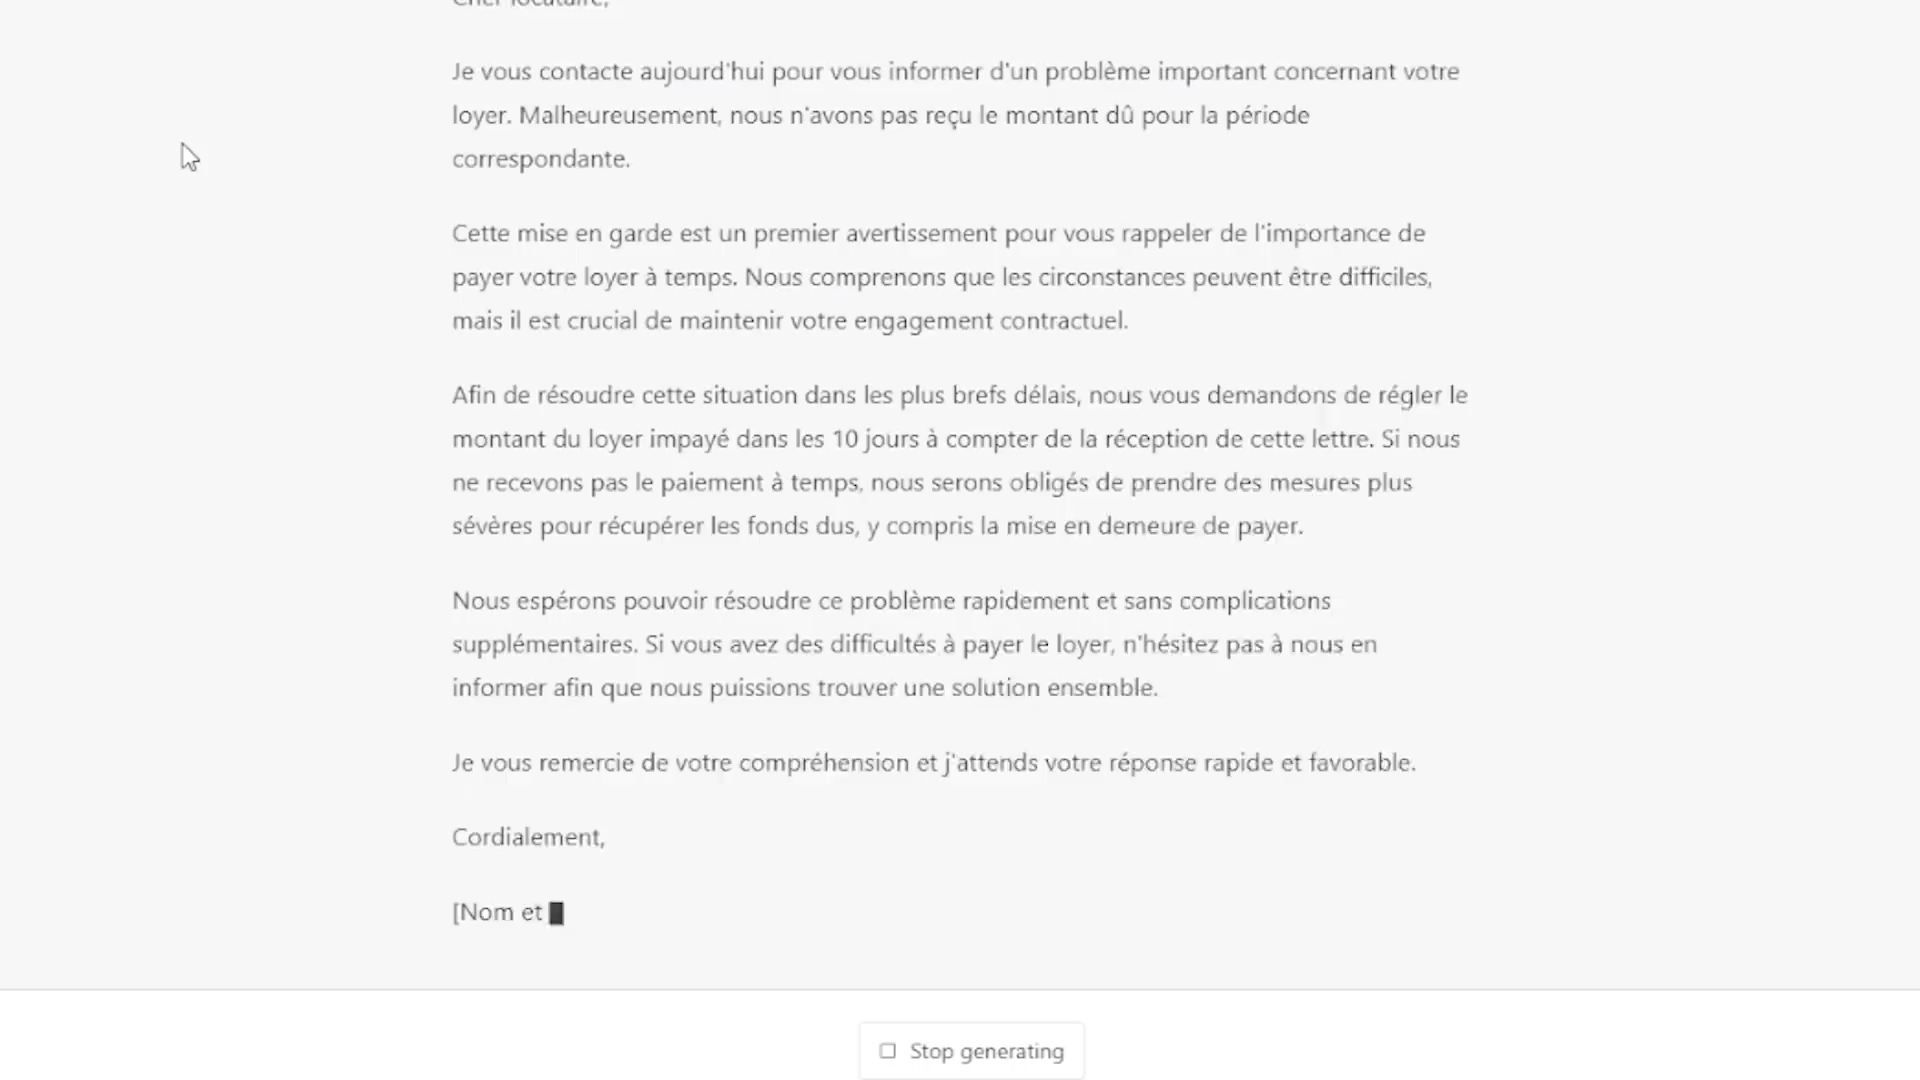 Cher locataire,
Je vous contacte aujourd'hui pour vous informer d'un problème important concernant votre
loyer. Malheureusement, nous n'avons pas reçu le montant dû pour la période
correspondante.
Cette mise en garde est un premier avertissement pour vous rappeler de l'importance de
payer votre loyer à temps. Nous comprenons que les circonstances peuvent être difficiles,
mais il est crucial de maintenir votre engagement contractuel.
Afin de résoudre cette situation dans les plus brefs délais, nous vous demandons de régler le
montant du loyer impayé dans les 10 jours à compter de la réception de cette lettre. Si nous
ne recevons pas le paiement à temps, nous serons obligés de prendre des mesures plus
sévères pour récupérer les fonds dus, y compris la mise en demeure de payer.
Nous espérons pouvoir résoudre ce problème rapidement et sans complications
supplémentaires. Si vous avez des difficultés à payer le loyer, n'hésitez pas à nous en
informer afin que nous puissions trouver une solution ensemble.
Je vous remercie de votre compréhension et j'attends votre réponse rapide et favorable.
Cordialement,
[Nom et
Stop generating